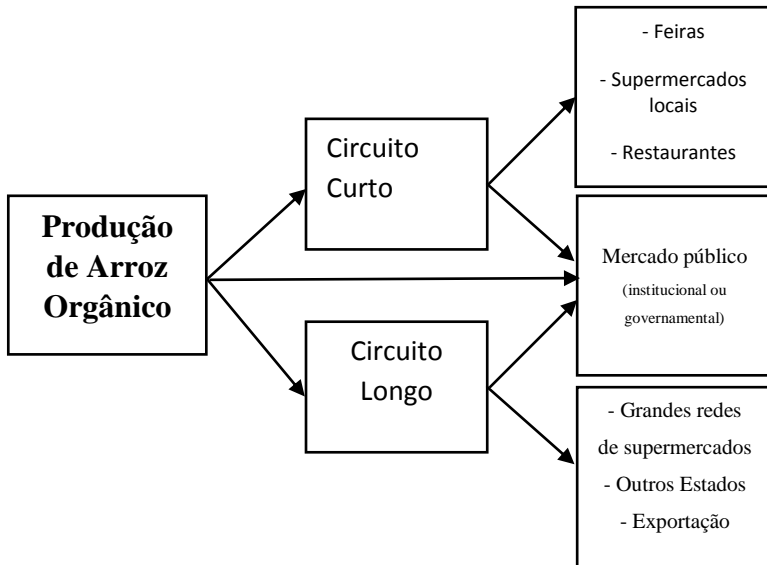 Produção
de Arroz
Orgânico
Circuito
Curto
Circuito
Longo
- Feiras
- Supermercados
locais
- Restaurantes
Mercado público
(institucional ou
governamental)
- Grandes redes
de supermercados
- Outros Estados
- Exportação